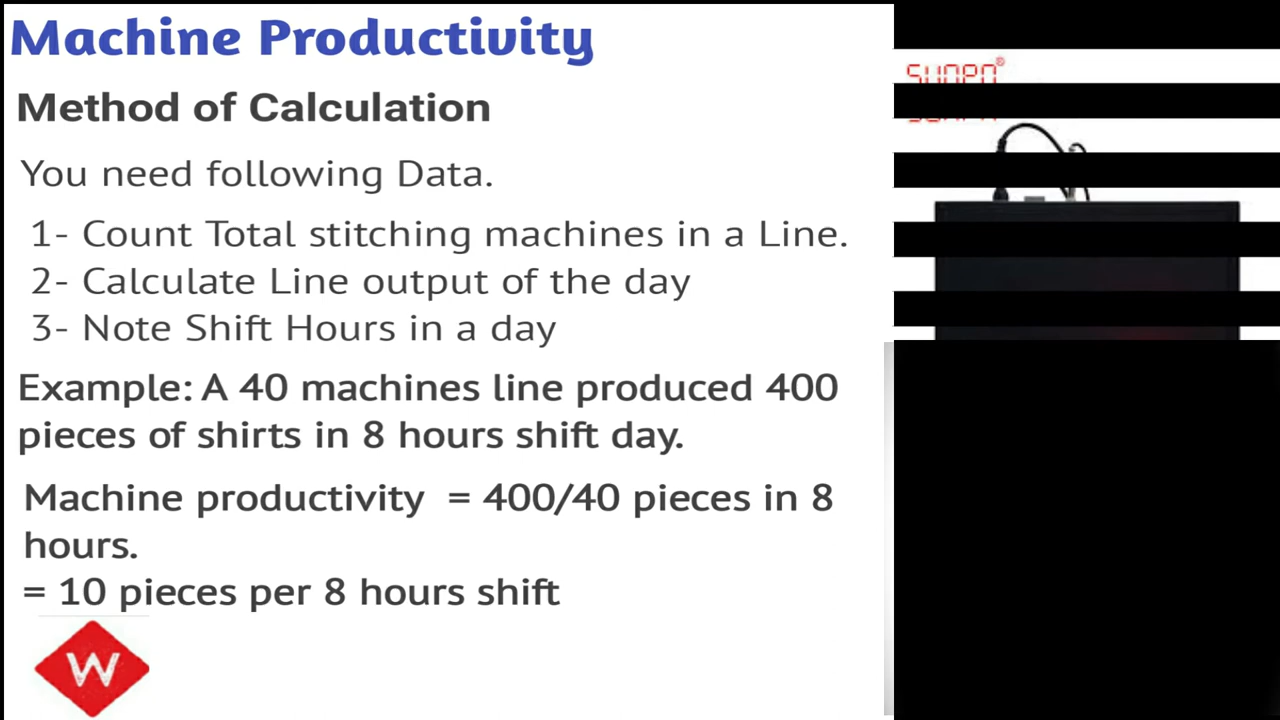 Machine Productivity
Method of Calculation
You need following Data.
1- Count Total stitching machines in a Line.
2- Calculate Line output of the day
3- Note Shift Hours in a day
Example: A 40 machines line produced 400
pieces of shirts in 8 hours shift day.
Machine productivity = 400/40 pieces in 8
hours.
= 10 pieces per 8 hours shift
W